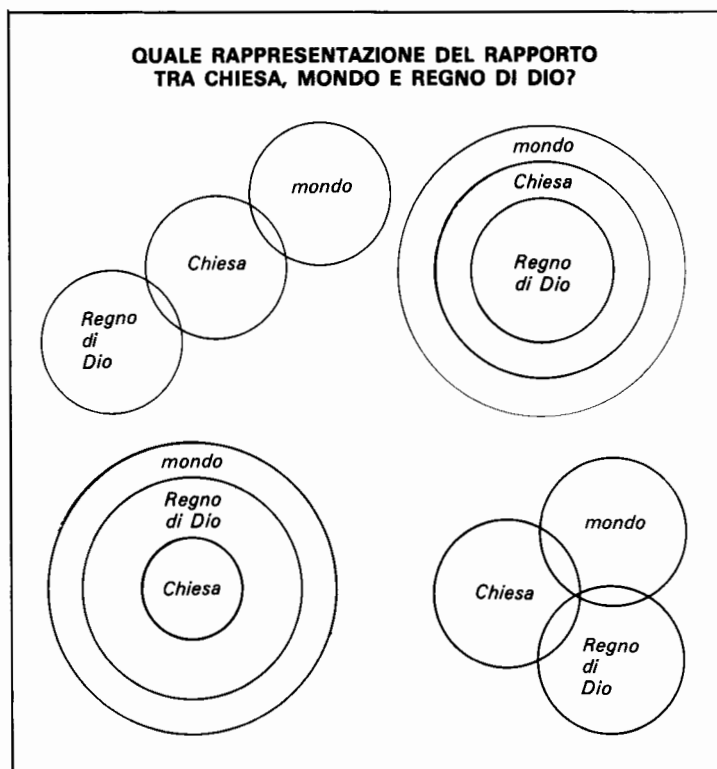 QUALE RAPPRESENTAZIONE DEL RAPPORTO
TRA CHIESA, MONDO E REGNO DI DIO?
mondo
Chiesa
Regno
di
Dio
mondo
Chiesa
Regno
di Dio
mondo
Regno
di Dio
Chiesa
mondo
Chiesa
Regno
di
Dio